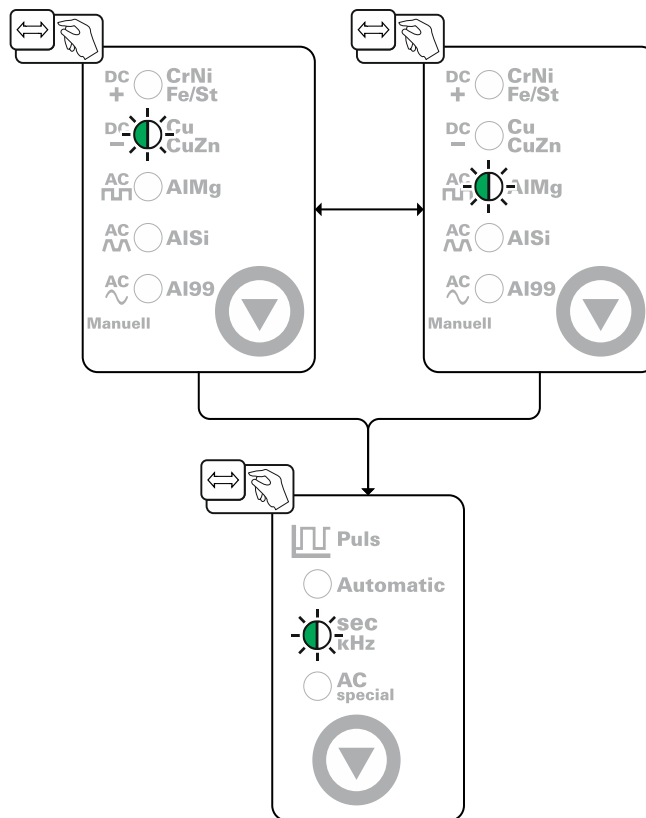 DC + CrNi Fe/St
DC − Cu CuZn
AC AlMg
AC AlSi
AC Al99
Manuell
DC + CrNi Fe/St
DC − Cu CuZn
AC AlMg
AC AlSi
AC Al99
Manuell
Puls
Automatic
sec
кHz
AC
special